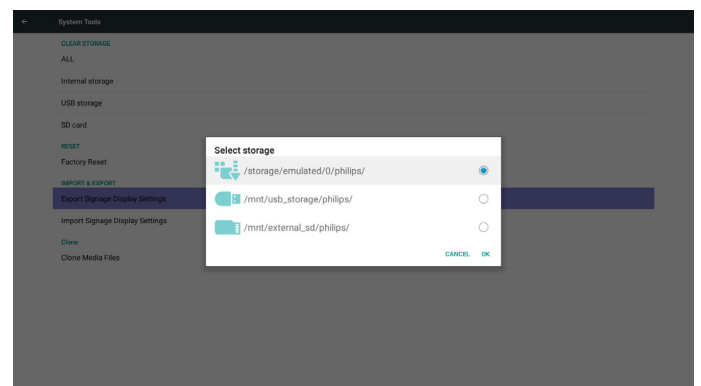 System Tools
CLEAR STORAGE
ALL
Internal storage
USB storage
SD card
RESET
Factory Reset
IMPORT & EXPORT
Export Signage Display Settings
Import Signage Display Settings
Clone
Clone Media Files
Select storage
/storage/emulated/0/philips/
/mnt/usb_storage/philips/
/mnt/external_sd/philips/
CANCEL OK